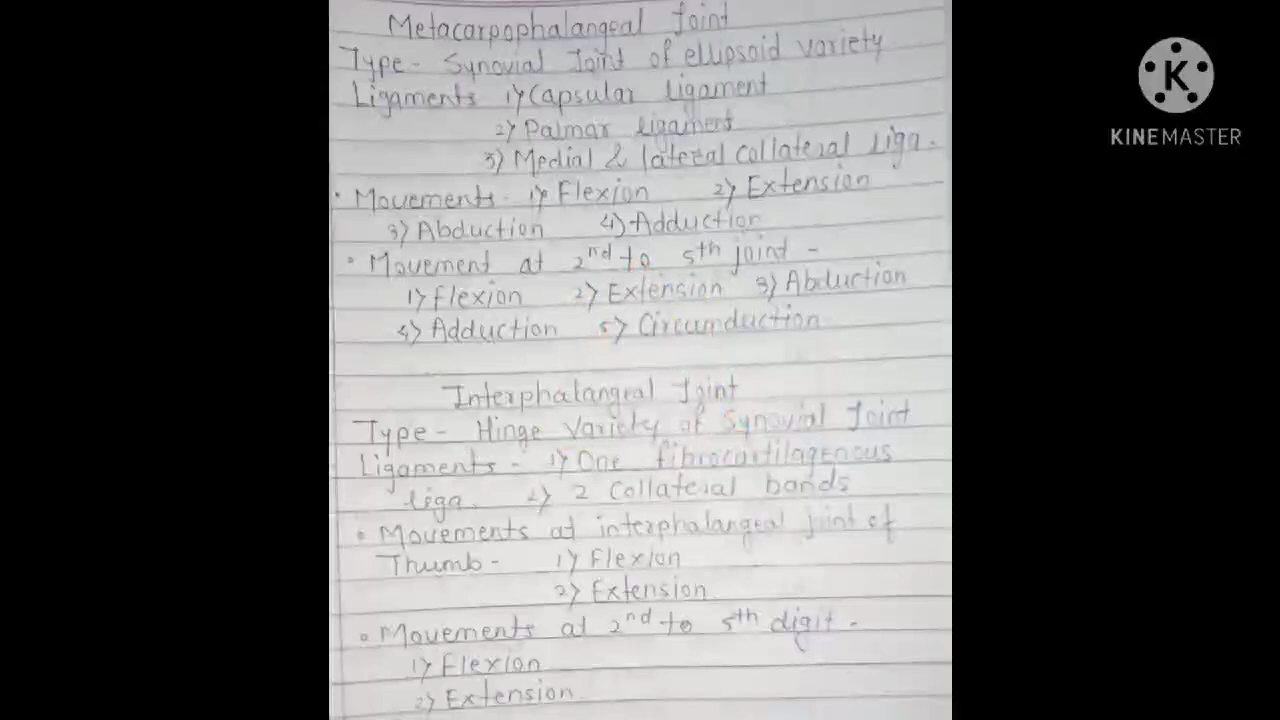 Metacarpophalangeal Joint
Type - Synovial Joint of ellipsoid variety
Ligaments 1) Capsular ligament
2) Palmar ligament
3) Medial & lateral collateral liga.
• Movements - 1) Flexion 2) Extension
3) Abduction 4) Adduction
• Movement at 2nd to 5th joint -
1) Flexion 2) Extension 3) Abduction
4) Adduction 5) Circumduction
Interphalangeal Joint
Type - Hinge Variety of Synovial Joint
Ligaments - 1) One fibrocartilagenous
liga. 2) 2 Collateral bands
• Movements at interphalangeal joint of
Thumb - 1) Flexion
2) Extension
• Movements at 2nd to 5th digit -
1) Flexion
2) Extension
K
KINEMASTER